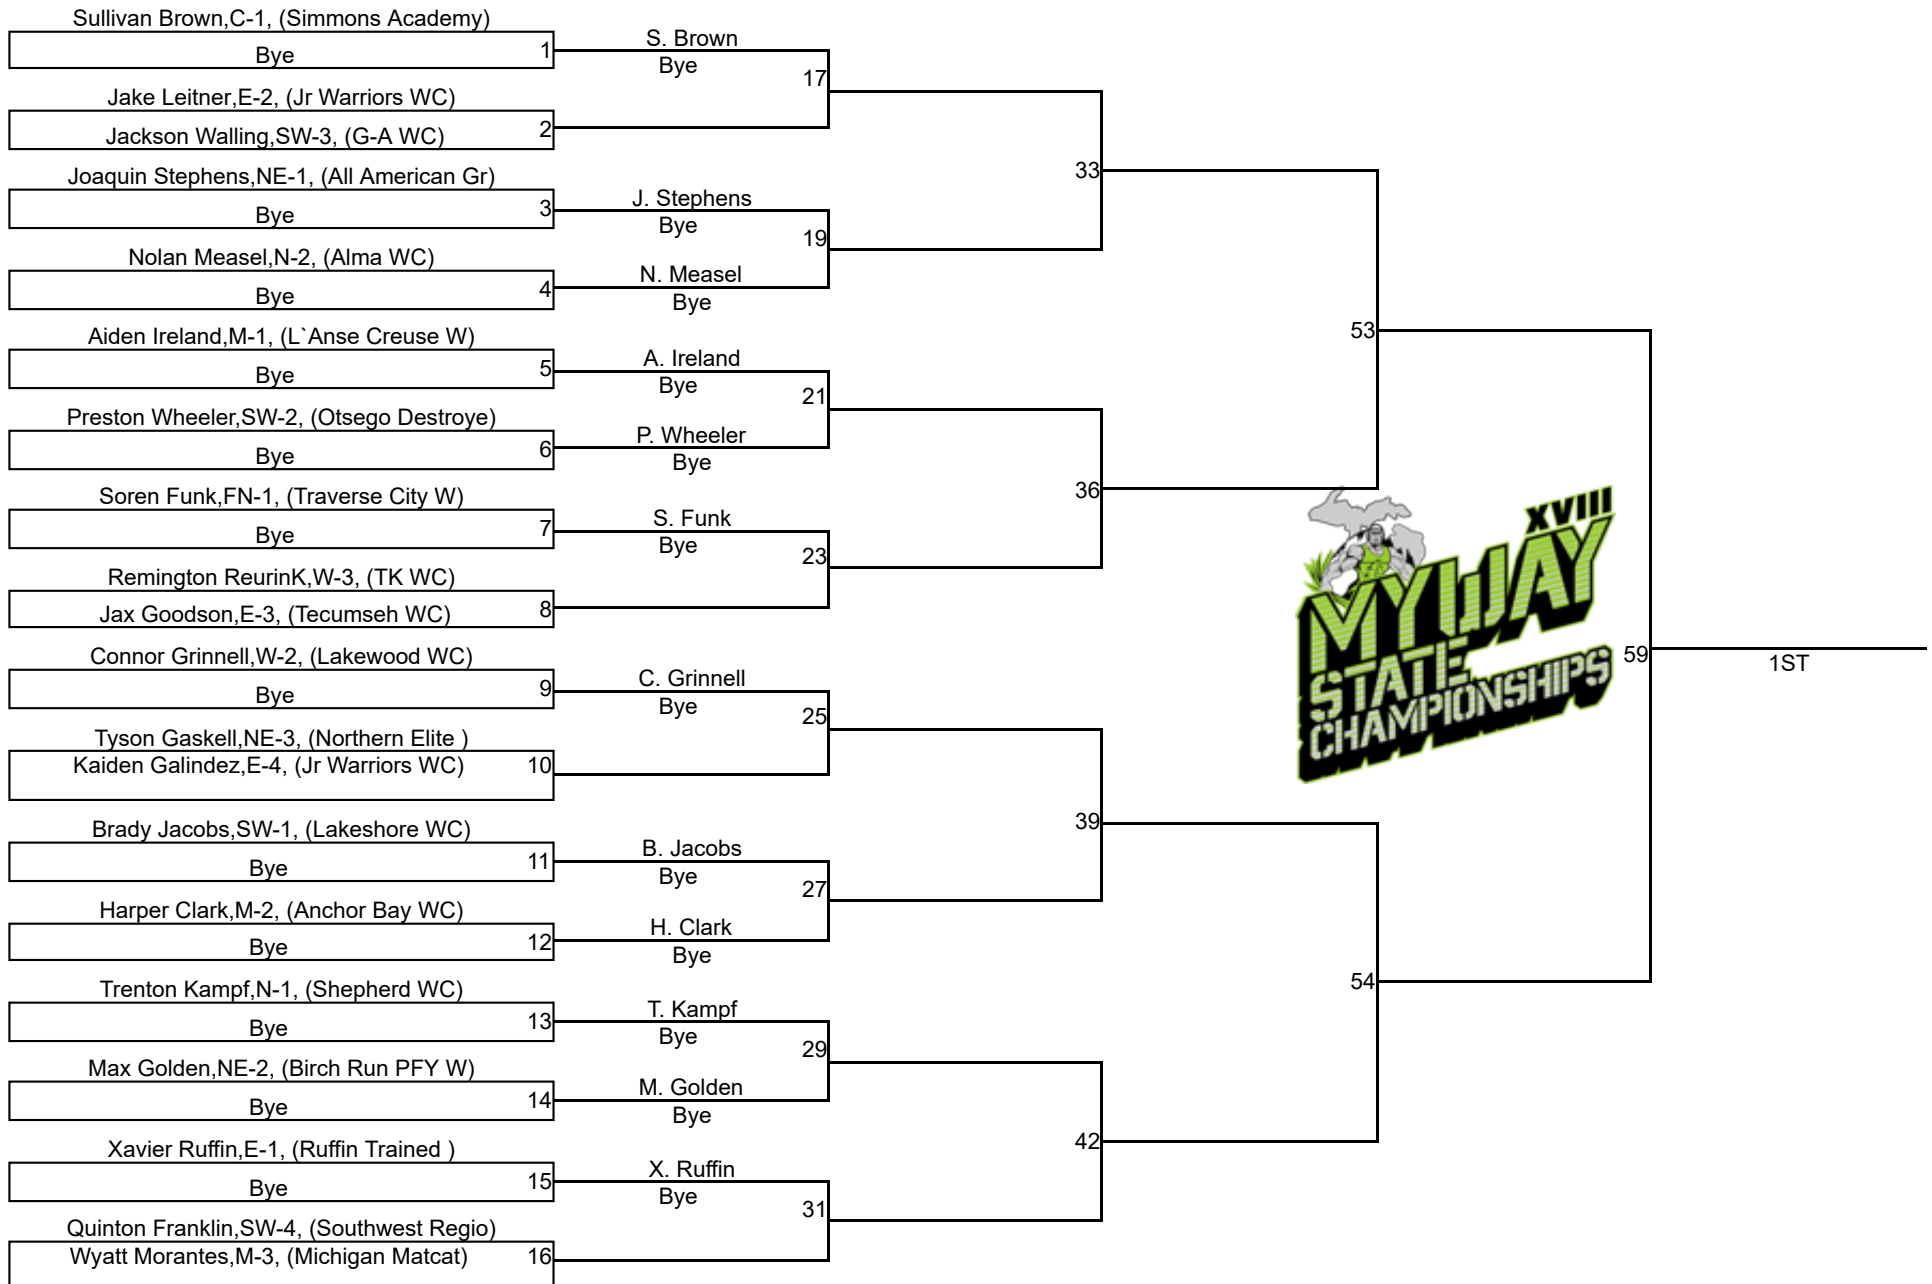 Sullivan Brown,C-1, (Simmons Academy)
Bye
1
Jake Leitner,E-2, (Jr Warriors WC)
Jackson Walling,SW-3, (G-A WC)
2
Joaquin Stephens,NE-1, (All American Gr)
Bye
3
Nolan Measel,N-2, (Alma WC)
Bye
4
Aiden Ireland,M-1, (L`Anse Creuse W)
Bye
5
Preston Wheeler,SW-2, (Otsego Destroye)
Bye
6
Soren Funk,FN-1, (Traverse City W)
Bye
7
Remington ReurinK,W-3, (TK WC)
Jax Goodson,E-3, (Tecumseh WC)
8
Connor Grinnell,W-2, (Lakewood WC)
Bye
9
Tyson Gaskell,NE-3, (Northern Elite )
Kaiden Galindez,E-4, (Jr Warriors WC)
10
Brady Jacobs,SW-1, (Lakeshore WC)
Bye
11
Harper Clark,M-2, (Anchor Bay WC)
Bye
12
Trenton Kampf,N-1, (Shepherd WC)
Bye
13
Max Golden,NE-2, (Birch Run PFY W)
Bye
14
Xavier Ruffin,E-1, (Ruffin Trained )
Bye
15
Quinton Franklin,SW-4, (Southwest Regio)
Wyatt Morantes,M-3, (Michigan Matcat)
16
S. Brown
Bye
17
J. Stephens
Bye
19
N. Measel
Bye
A. Ireland
Bye
21
P. Wheeler
Bye
S. Funk
Bye
23
C. Grinnell
Bye
25
B. Jacobs
Bye
27
H. Clark
Bye
T. Kampf
Bye
29
M. Golden
Bye
X. Ruffin
Bye
31
33
36
39
42
53
54
XVIII
MYWAY
STATE
CHAMPIONSHIPS
59
1ST